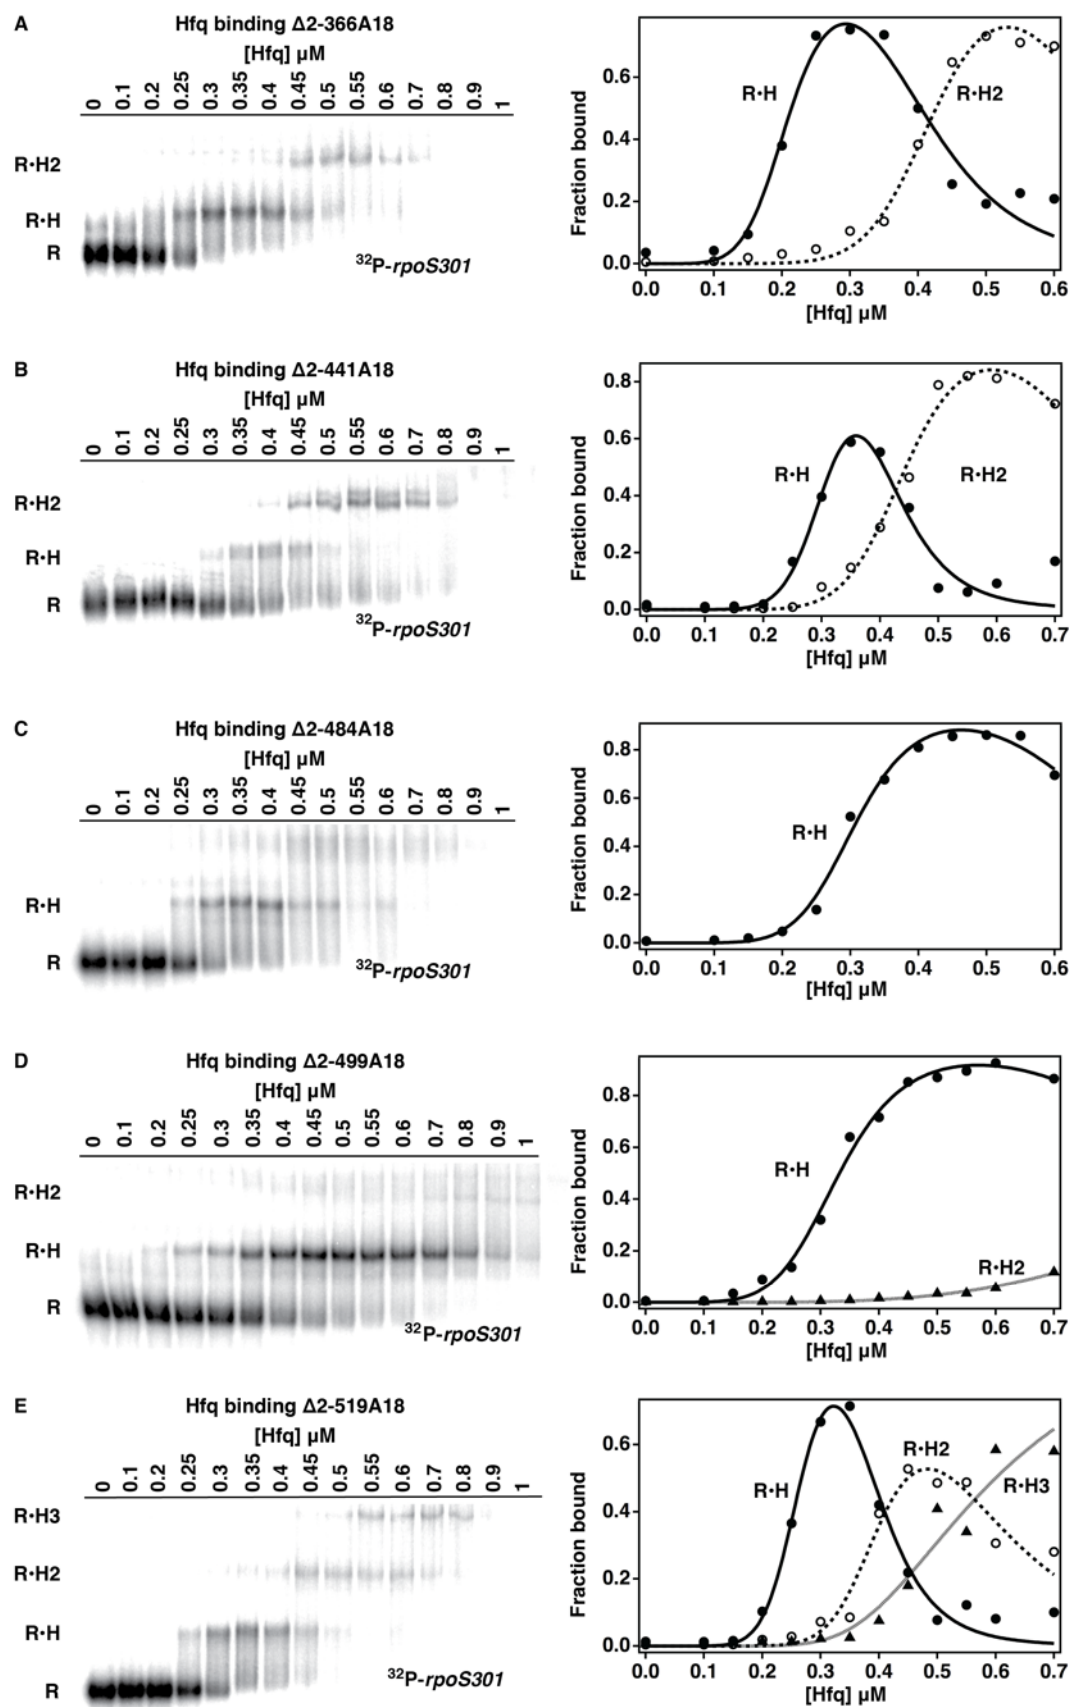 A
Hfq binding Δ2-366A18
[Hfq] µM
0 0.1 0.2 0.25 0.3 0.35 0.4 0.45 0.5 0.55 0.6 0.7 0.8 0.9 1
R·H2
R·H
R
32P-rpoS301
Fraction bound
0.6
0.4
0.2
0.0
R·H
R·H2
0.0 0.1 0.2 0.3 0.4 0.5 0.6
[Hfq] µM
B
Hfq binding Δ2-441A18
[Hfq] µM
0 0.1 0.2 0.25 0.3 0.35 0.4 0.45 0.5 0.55 0.6 0.7 0.8 0.9 1
R·H2
R·H
R
32P-rpoS301
Fraction bound
0.8
0.6
0.4
0.2
0.0
R·H
R·H2
0.0 0.1 0.2 0.3 0.4 0.5 0.6 0.7
[Hfq] µM
C
Hfq binding Δ2-484A18
[Hfq] µM
0 0.1 0.2 0.25 0.3 0.35 0.4 0.45 0.5 0.55 0.6 0.7 0.8 0.9 1
R·H
R
32P-rpoS301
Fraction bound
0.8
0.6
0.4
0.2
0.0
R·H
0.0 0.1 0.2 0.3 0.4 0.5 0.6
[Hfq] µM
D
Hfq binding Δ2-499A18
[Hfq] µM
0 0.1 0.2 0.25 0.3 0.35 0.4 0.45 0.5 0.55 0.6 0.7 0.8 0.9 1
R·H2
R·H
R
32P-rpoS301
Fraction bound
0.8
0.6
0.4
0.2
0.0
R·H
R·H2
0.0 0.1 0.2 0.3 0.4 0.5 0.6 0.7
[Hfq] µM
E
Hfq binding Δ2-519A18
[Hfq] µM
0 0.1 0.2 0.25 0.3 0.35 0.4 0.45 0.5 0.55 0.6 0.7 0.8 0.9 1
R·H3
R·H2
R·H
R
32P-rpoS301
Fraction bound
0.6
0.4
0.2
0.0
R·H
R·H2
R·H3
0.0 0.1 0.2 0.3 0.4 0.5 0.6 0.7
[Hfq] µM